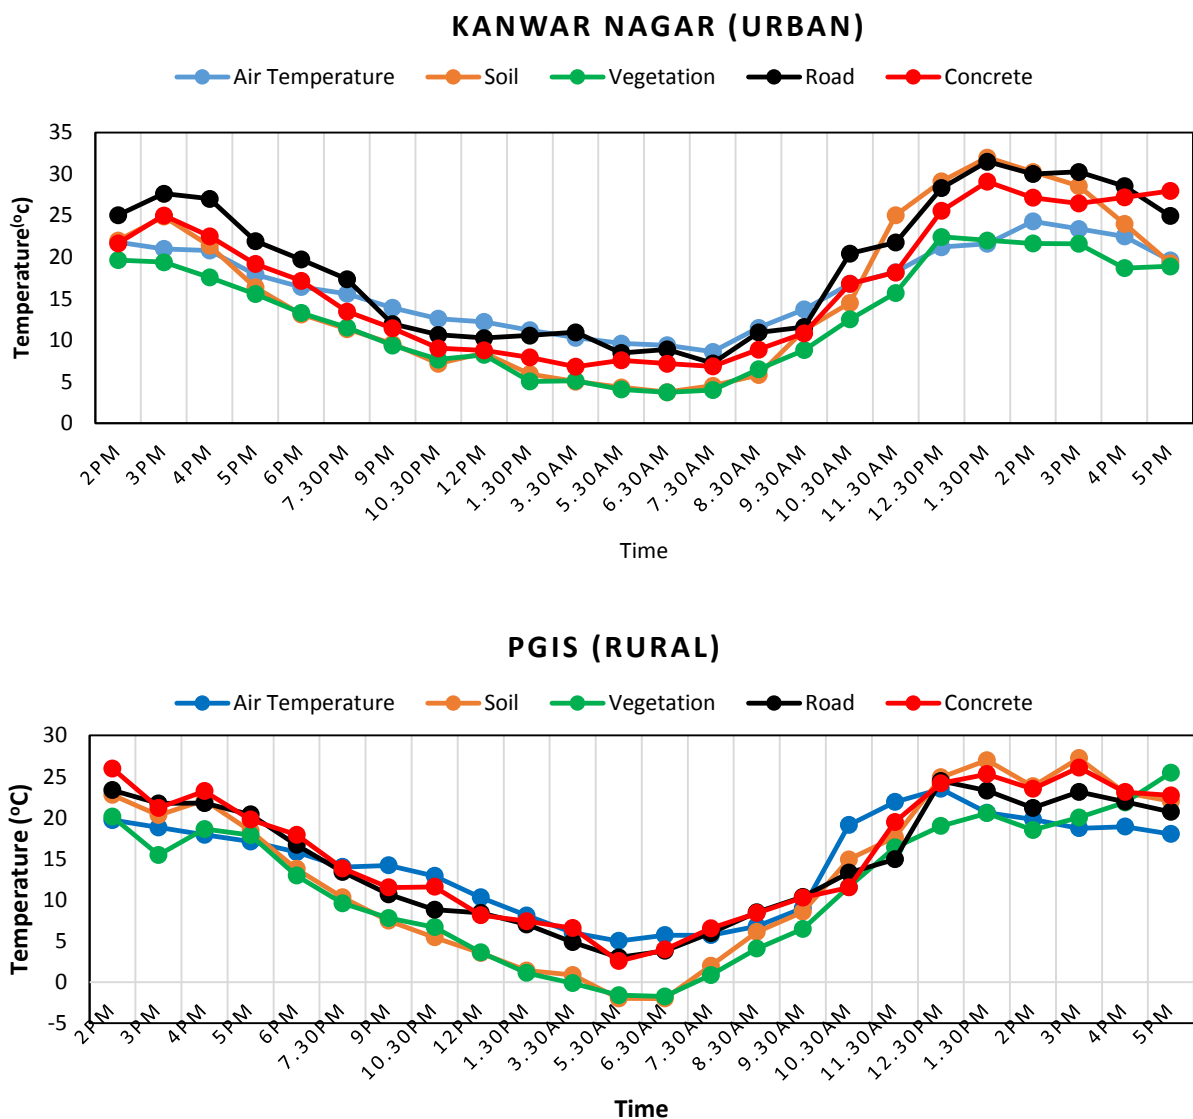 KANWAR NAGAR (URBAN)
Air Temperature Soil Vegetation Road Concrete
Temperature(⁰c)
35
30
25
20
15
10
5
0
2PM 3PM 4PM 5PM 6PM 7.30PM 9PM 10.30PM 12PM 1.30PM 3.30AM 5.30AM 6.30AM 7.30AM 8.30AM 9.30AM 10.30AM 11.30AM 12.30PM 1.30PM 2PM 3PM 4PM 5PM
Time
PGIS (RURAL)
Air Temperature Soil Vegetation Road Concrete
Temperature (⁰C)
30
25
20
15
10
5
0
-5
2PM 3PM 4PM 5PM 6PM 7.30PM 9PM 10.30PM 12PM 1.30PM 3.30AM 5.30AM 6.30AM 7.30AM 8.30AM 9.30AM 10.30AM 11.30AM 12.30PM 1.30PM 2PM 3PM 4PM 5PM
Time